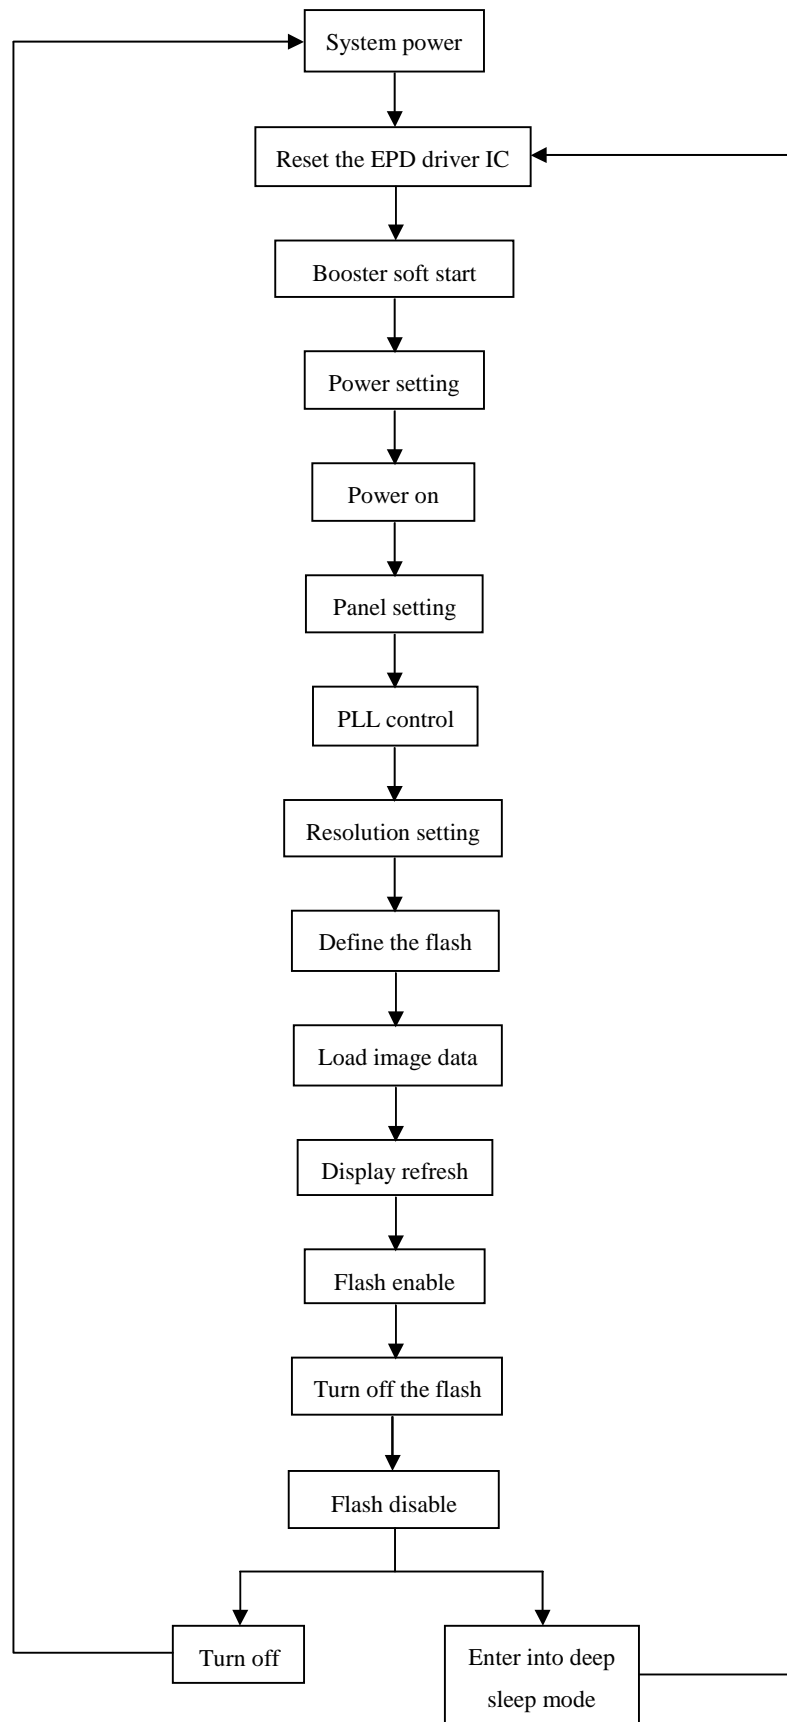 System power
Reset the EPD driver IC
Booster soft start
Power setting
Power on
Panel setting
PLL control
Resolution setting
Define the flash
Load image data
Display refresh
Flash enable
Turn off the flash
Flash disable
Turn off
Enter into deep
sleep mode